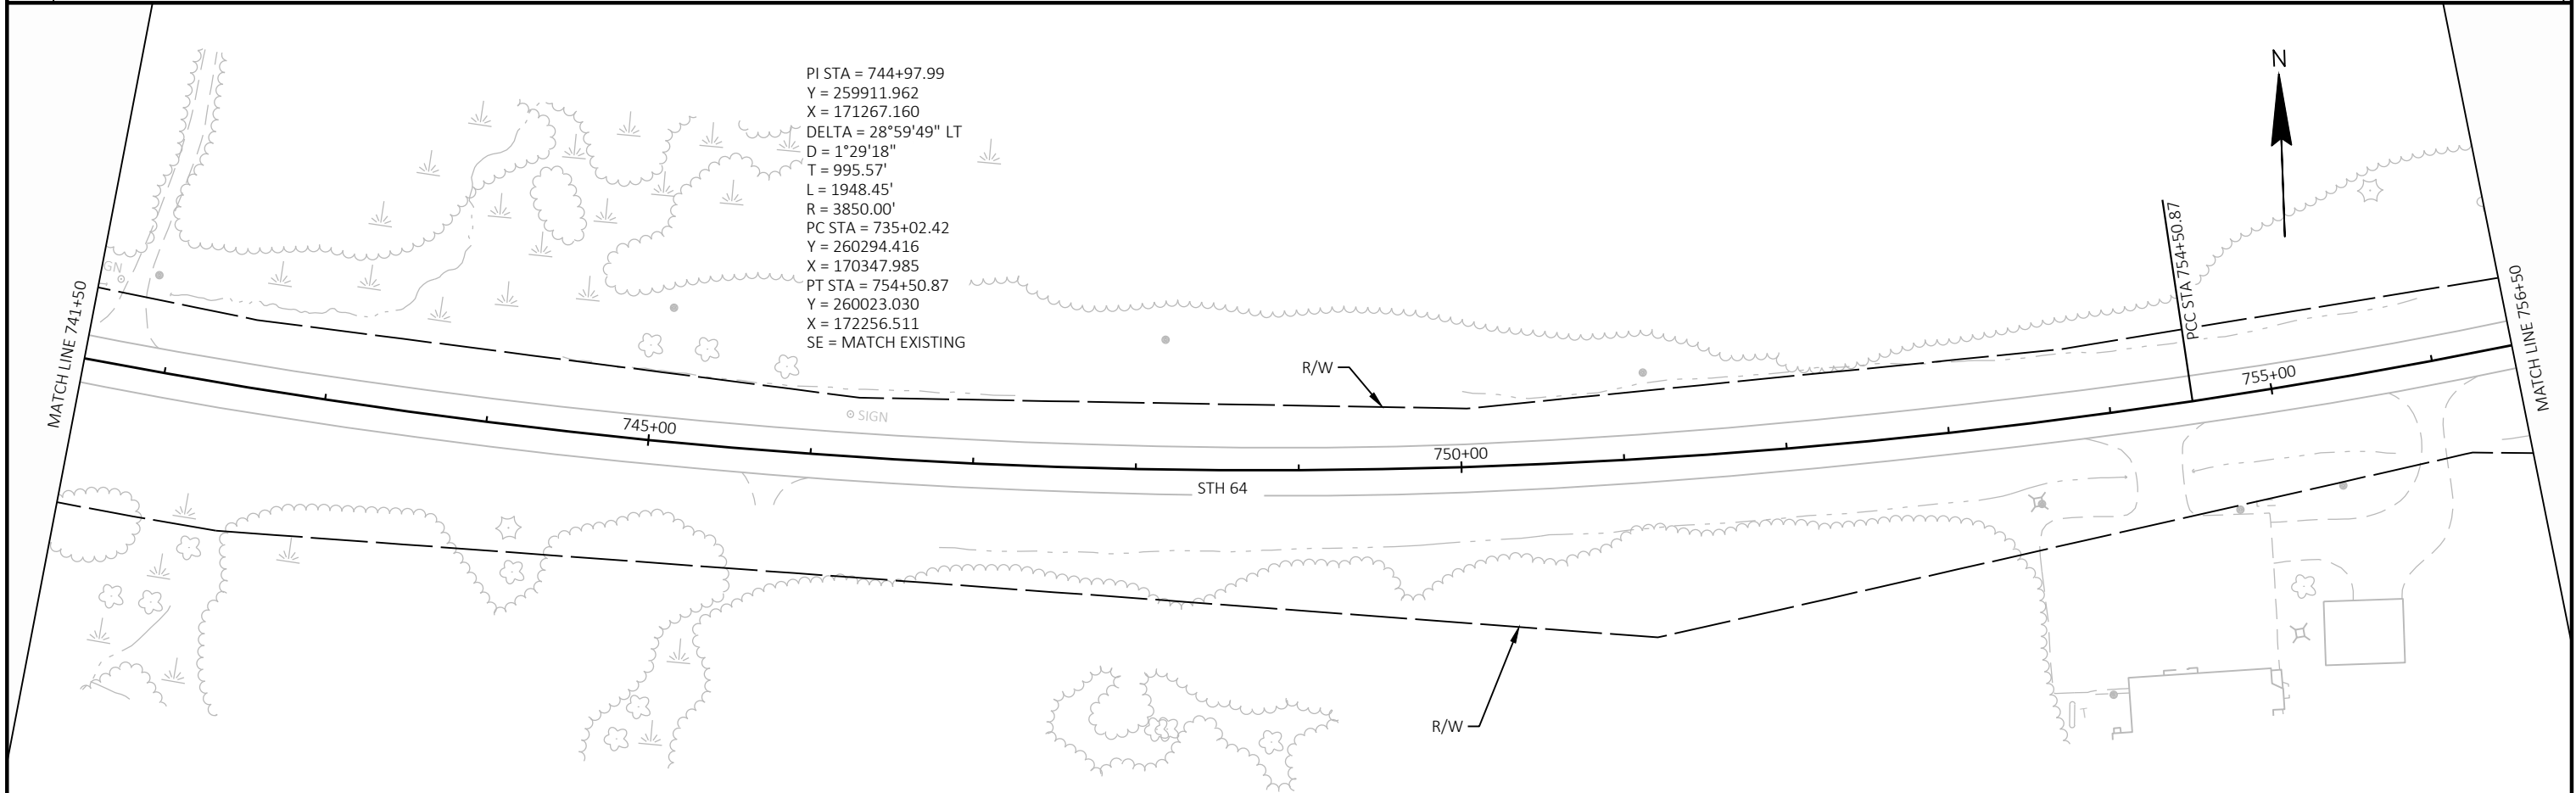 PI STA = 744+97.99
Y = 259911.962
X = 171267.160
DELTA = 28°59'49" LT
D = 1°29'18"
T = 995.57'
L = 1948.45'
R = 3850.00'
PC STA = 735+02.42
Y = 260294.416
X = 170347.985
PT STA = 754+50.87
Y = 260023.030
X = 172256.511
SE = MATCH EXISTING
N
MATCH LINE 741+50
GN
SIGN
R/W
745+00
750+00
755+00
PCC STA 754+50.87
MATCH LINE 756+50
STH 64
R/W
T